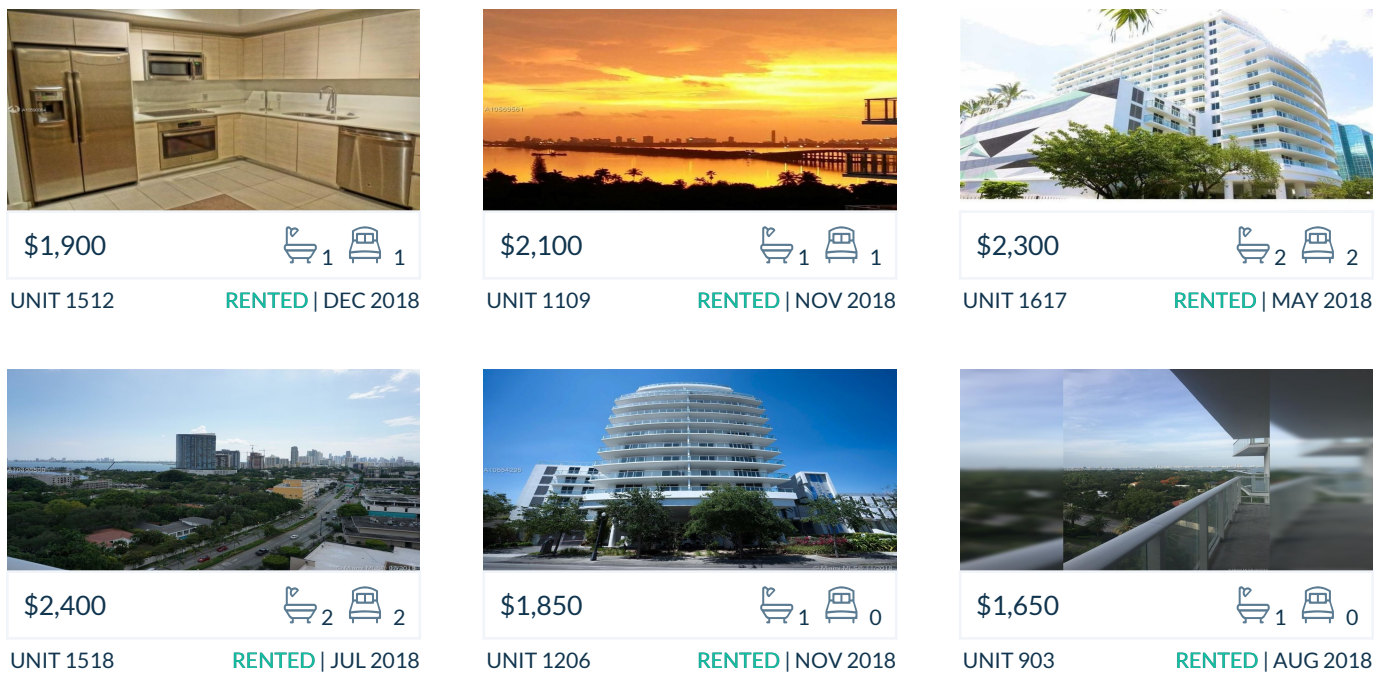 A10569561
$1,900 1 1
$2,100 1 1
$2,300 2 2
UNIT 1512 RENTED | DEC 2018
UNIT 1109 RENTED | NOV 2018
UNIT 1617 RENTED | MAY 2018
A10564295
$2,400 2 2
$1,850 1 0
$1,650 1 0
UNIT 1518 RENTED | JUL 2018
UNIT 1206 RENTED | NOV 2018
UNIT 903 RENTED | AUG 2018